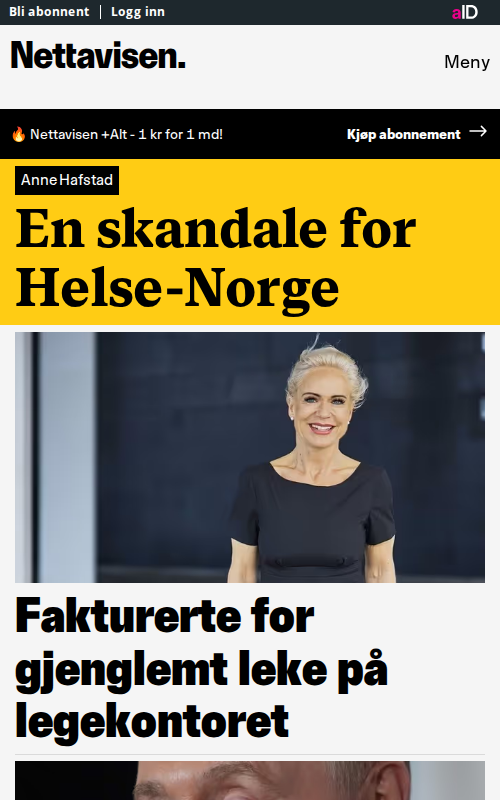 Bli abonnent | Logg inn
aID
Nettavisen.
Meny
🔥 Nettavisen +Alt - 1 kr for 1 md!
Kjøp abonnement →
Anne Hafstad
En skandale for
Helse-Norge
Fakturerte for
gjenglemt leke på
legekontoret